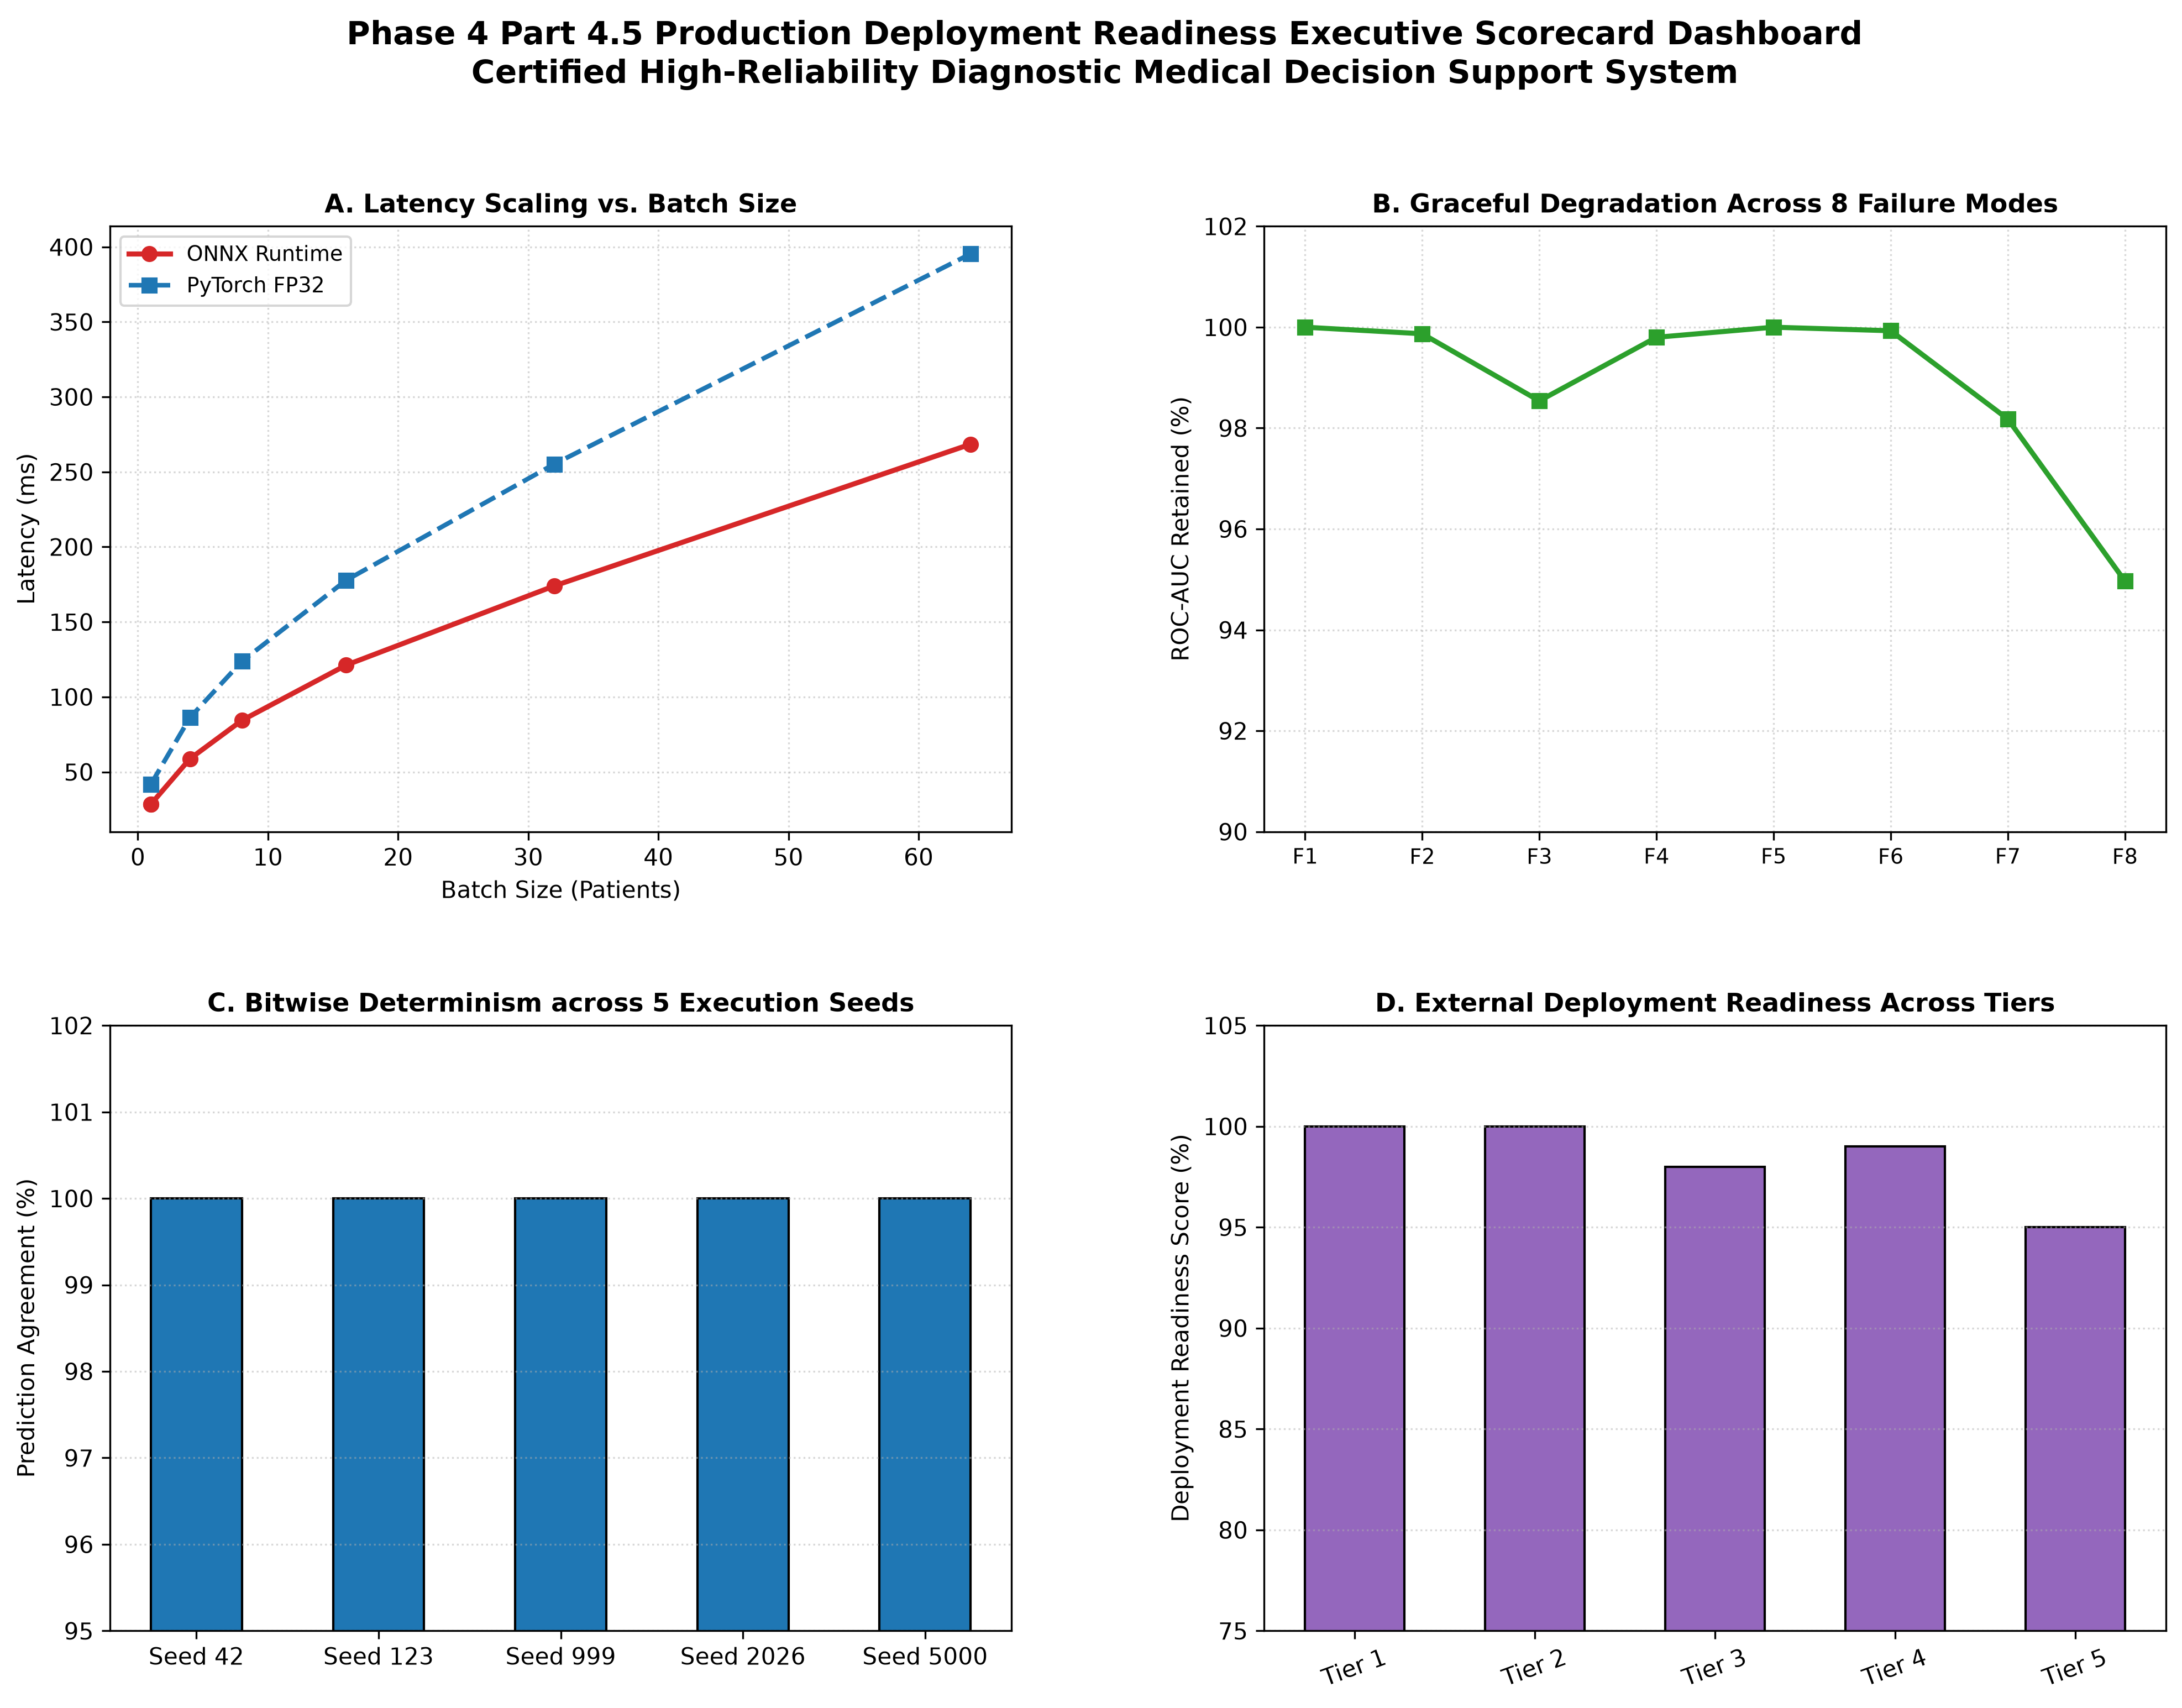 Phase 4 Part 4.5 Production Deployment Readiness Executive Scorecard Dashboard
Certified High-Reliability Diagnostic Medical Decision Support System
A. Latency Scaling vs. Batch Size
ONNX Runtime
PyTorch FP32
Latency (ms)
400
350
300
250
200
150
100
50
0 10 20 30 40 50 60
Batch Size (Patients)
B. Graceful Degradation Across 8 Failure Modes
ROC-AUC Retained (%)
102
100
98
96
94
92
90
F1 F2 F3 F4 F5 F6 F7 F8
C. Bitwise Determinism across 5 Execution Seeds
Prediction Agreement (%)
102
101
100
99
98
97
96
95
Seed 42 Seed 123 Seed 999 Seed 2026 Seed 5000
D. External Deployment Readiness Across Tiers
Deployment Readiness Score (%)
105
100
95
90
85
80
75
Tier 1 Tier 2 Tier 3 Tier 4 Tier 5